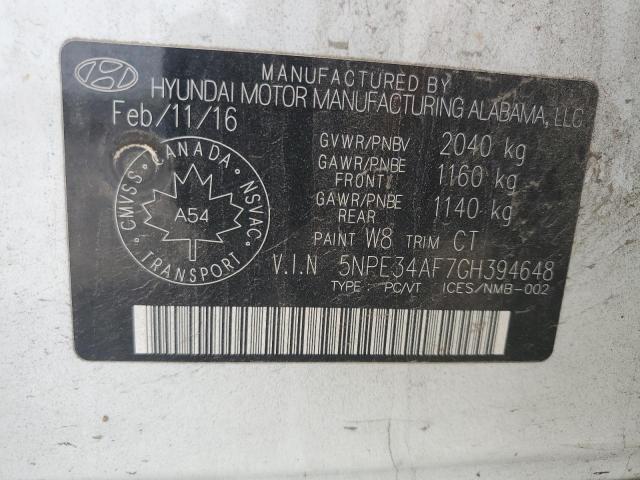 MANUFACTURED BY
HYUNDAI MOTOR MANUFACTURING ALABAMA, LLC
Feb/11/16
GVWR/PNBV 2040 kg
GAWR/PNBE FRONT 1160 kg
GAWR/PNBE REAR 1140 kg
PAINT W8 TRIM CT
V.I.N 5NPE34AF7GH394648
TYPE : PC/VT ICES/NMB-002
CANADA
CMVSS
NSVAC
A54